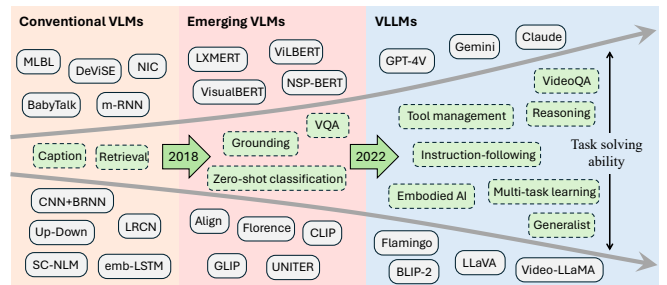 Conventional VLMs
Emerging VLMs
VLLMs
MLBL
DeViSE
NIC
BabyTalk
m-RNN
LXMERT
ViLBERT
VisualBERT
NSP-BERT
GPT-4V
Gemini
Claude
VideoQA
Tool management
Reasoning
Caption
Retrieval
2018
VQA
Grounding
Zero-shot classification
2022
Instruction-following
Task solving
ability
Embodied AI
Multi-task learning
Generalist
CNN+BRNN
Up-Down
LRCN
SC-NLM
emb-LSTM
Align
Florence
CLIP
GLIP
UNITER
Flamingo
BLIP-2
LLaVA
Video-LLaMA